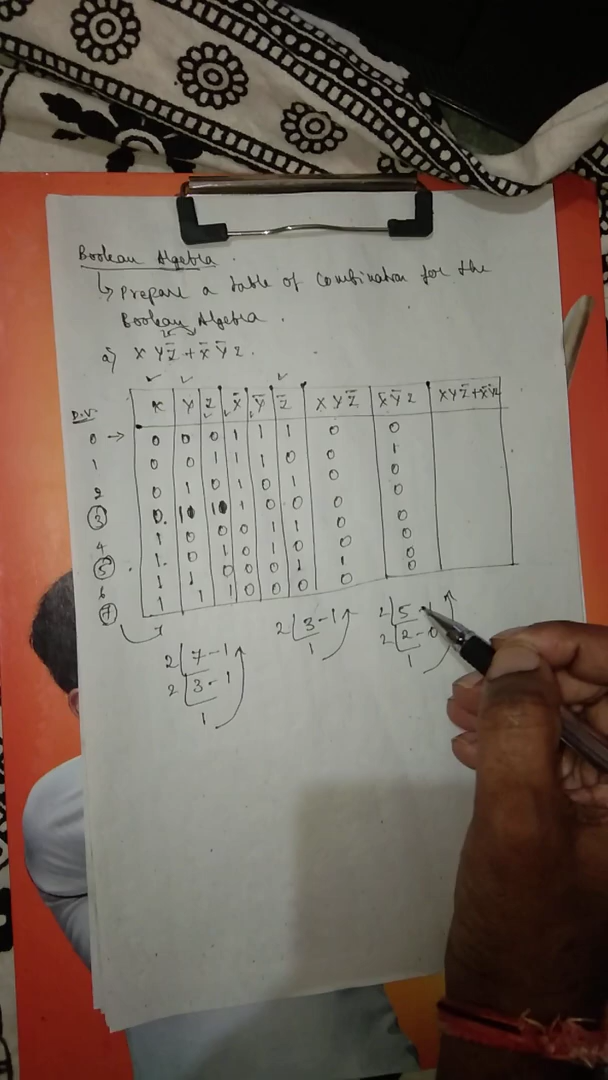 Boolean Algebra.
↳ Prepare a table of Combination for the
Boolean Algebra.
a) X Y Z̅ + X̅ Y̅ Z.
D.V. X Y Z X̅ Y̅ Z̅ X Y Z̅ X̅ Y̅ Z XYZ̅+X̅Y̅Z
0 → 0 0 0 1 1 1 0 0
1 0 0 1 1 1 0 0 1
2 0 1 0 1 0 1 0 0
3 0 1 1 1 0 0 0 0
4 1 0 0 0 1 1 0 0
5 1 0 1 0 1 0 0 0
6 1 1 0 0 0 1 1 0
7 1 1 1 0 0 0 0 0
2 7 - 1
2 3 - 1
1
2 3 - 1
1
2 5 - 1
2 2 - 0
1